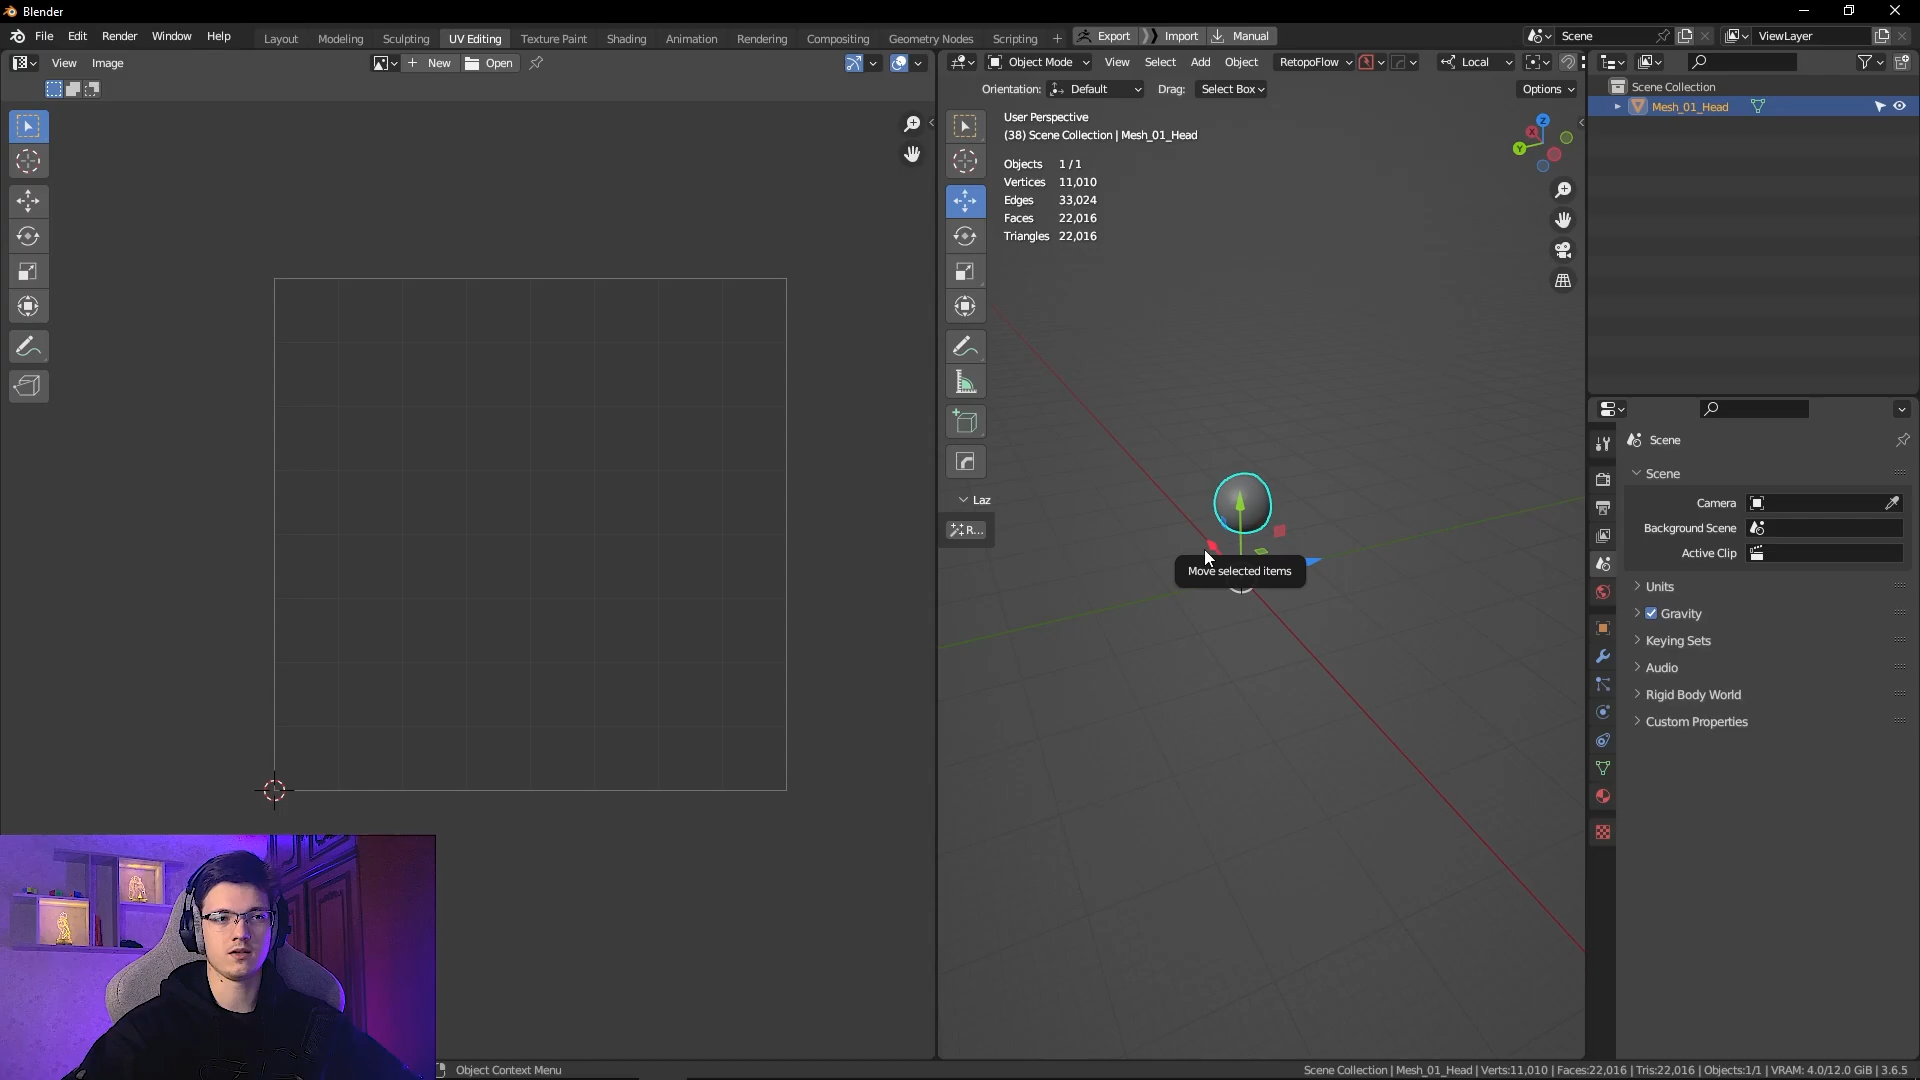 Blender
File Edit Render Window Help
Layout Modeling Sculpting UV Editing Texture Paint Shading Animation Rendering Compositing Geometry Nodes Scripting +
Export Import Manual
Scene
ViewLayer
View Image
New Open
Object Mode View Select Add Object RetopoFlow Local
Orientation: Default Drag: Select Box Options
User Perspective
(38) Scene Collection | Mesh_01_Head
Objects 1 / 1
Vertices 11,010
Edges 33,024
Faces 22,016
Triangles 22,016
Laz
R...
X
Y
Z
Move selected items
Scene Collection
Mesh_01_Head
Scene
Scene
Camera
Background Scene
Active Clip
Units
Gravity
Keying Sets
Audio
Rigid Body World
Custom Properties
Object Context Menu
Scene Collection | Mesh_01_Head | Verts:11,010 | Faces:22,016 | Tris:22,016 | Objects:1/1 | VRAM: 4.0/12.0 GiB | 3.6.5